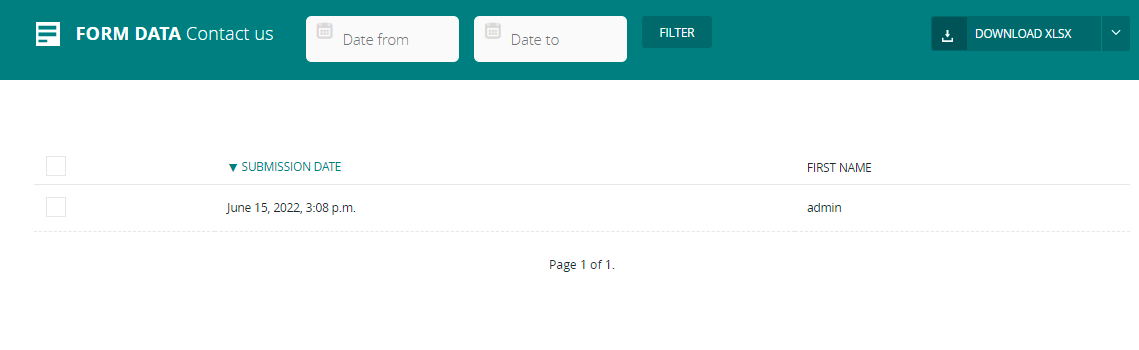 FORM DATA Contact us
Date from
Date to
FILTER
DOWNLOAD XLSX
▼ SUBMISSION DATE
FIRST NAME
June 15, 2022, 3:08 p.m.
admin
Page 1 of 1.